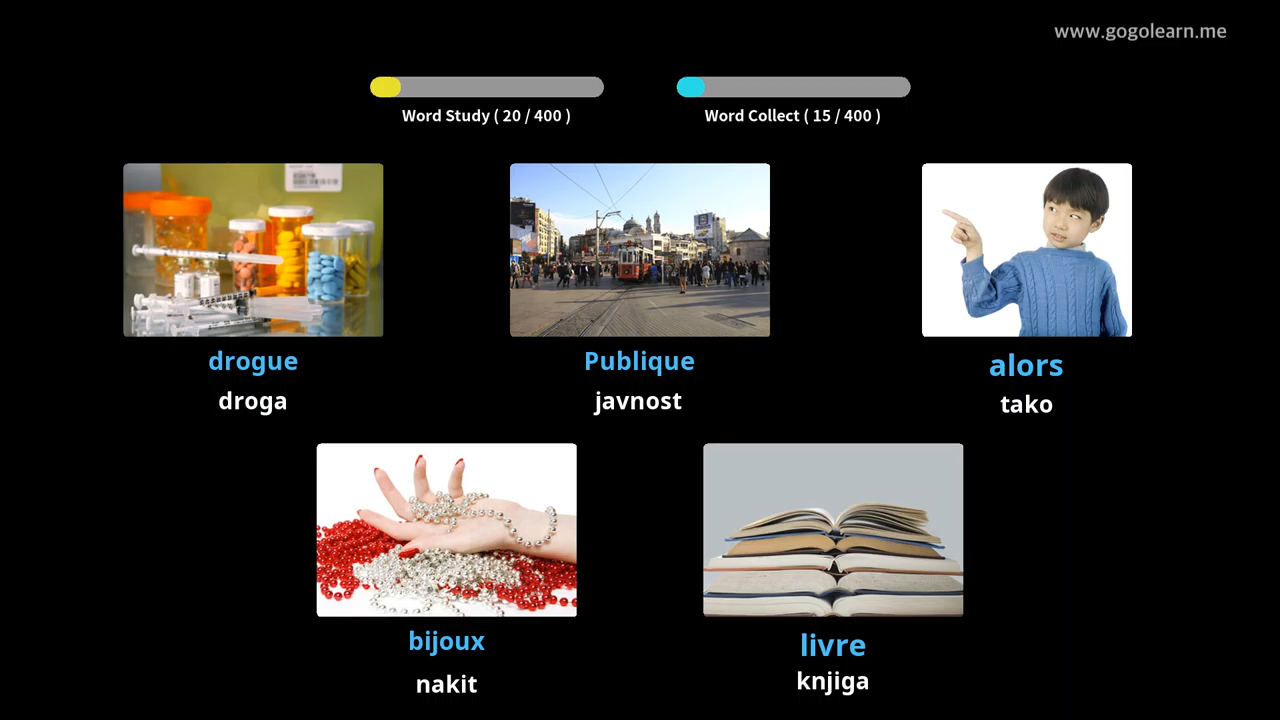 www.gogolearn.me
Word Study ( 20 / 400 )
Word Collect ( 15 / 400 )
drogue
droga
Publique
javnost
alors
tako
bijoux
nakit
livre
knjiga